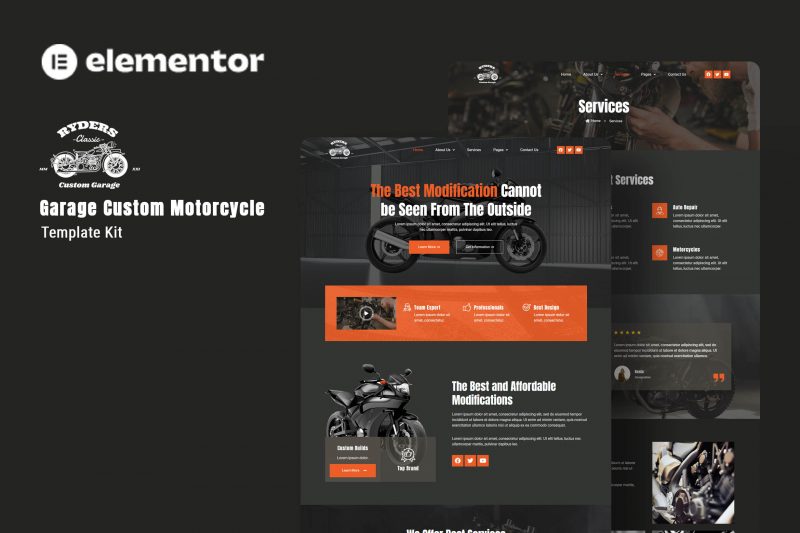 elementor
RYDERS
Classic
MM XXI
Custom Garage
Garage Custom Motorcycle
Template Kit
Home About Us Services Pages Contact Us
Services
Home Services
Services
Auto Repair
Lorem ipsum dolor sit amet,
consectetur adipiscing elit. Ut elit
tellus, luctus nec ullamcorper
Motorcycles
Lorem ipsum dolor sit amet,
consectetur adipiscing elit. Ut elit
tellus, luctus nec ullamcorper
Home About Us Services Pages Contact Us
The Best Modification Cannot
be Seen From The Outside
Lorem ipsum dolor sit amet, consectetur adipiscing elit. Ut elit tellus, luctus
nec ullamcorper mattis, pulvinar dapibus leo.
Learn More
Get Information
Team Expert
Lorem ipsum dolor sit
amet, consectetur.
Professionals
Lorem ipsum dolor sit
amet, consectetur.
Best Design
Lorem ipsum dolor sit
amet, consectetur.
The Best and Affordable
Modifications
Lorem ipsum dolor sit amet, consectetur adipiscing elit, sed do eiusmod tempor
incididunt ut labore et dolore magna aliqua. Ut enim ad minim veniam, quis nostrud
exercitation ullamco laboris nisi ut aliquip ex ea commodo consequat.
Lorem ipsum dolor sit amet, consectetur adipiscing elit. Ut elit tellus, luctus nec
ullamcorper mattis, pulvinar dapibus leo.
Custom Builds
Lorem ipsum dolor.
Learn More
Top Brand
We Offer Best Services